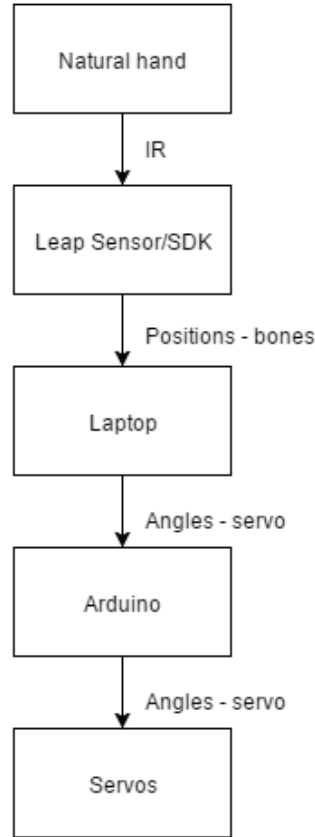 Natural hand
IR
Leap Sensor/SDK
Positions - bones
Laptop
Angles - servo
Arduino
Angles - servo
Servos